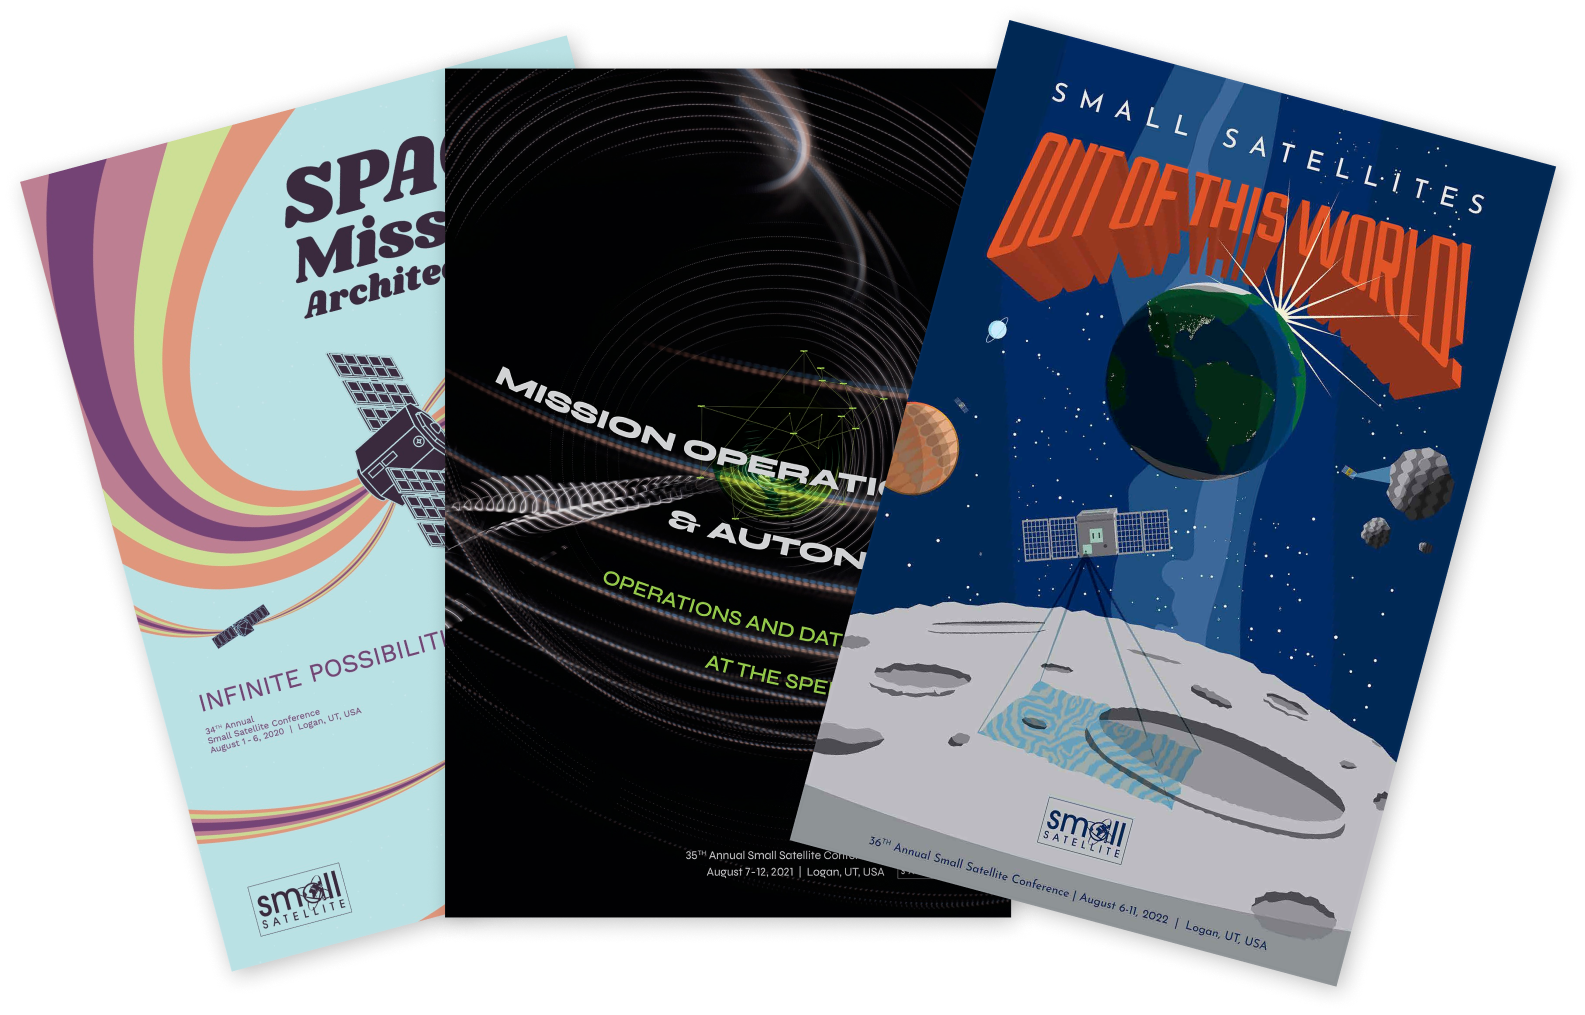 SPA
Miss
Archite
INFINITE POSSIBILIT
34TH Annual
Small Satellite Conference
August 1 - 6, 2020 | Logan, UT, USA
small
SATELLITE
MISSION OPERATI
& AUTON
OPERATIONS AND DAT
AT THE SPE
35TH Annual Small Satellite Confe
August 7-12, 2021 | Logan, UT, USA
SMALL SATELLITES
OUT OF THIS WORLD!
small
SATELLITE
36TH Annual Small Satellite Conference | August 6-11, 2022 | Logan, UT, USA